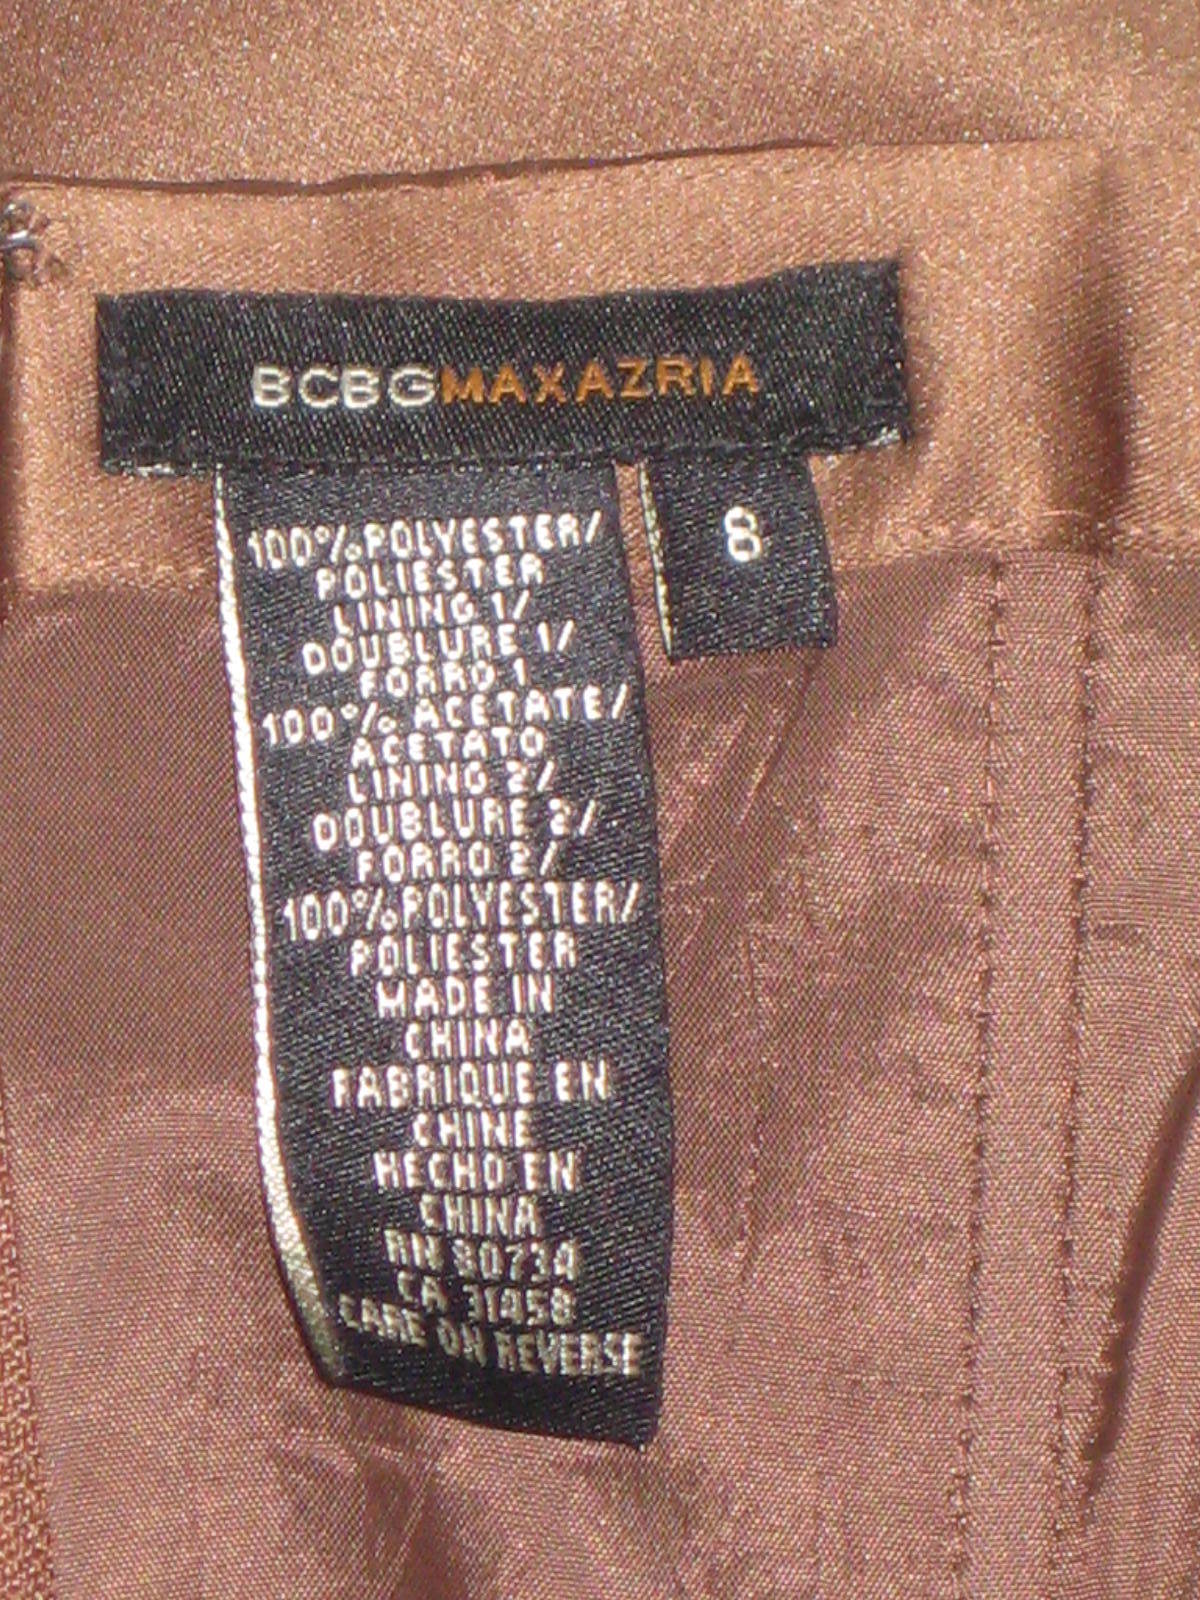 BCBGMAXAZRIA
8
100% POLYESTER/
POLIESTER
LINING 1/
DOUBLURE 1/
FORRO 1
100% ACETATE/
ACETATO
LINING 2/
DOUBLURE 2/
FORRO 2/
100% POLYESTER/
POLIESTER
MADE IN
CHINA
FABRIQUE EN
CHINE
HECHO EN
CHINA
RN 80734
CA 31458
CARE ON REVERSE